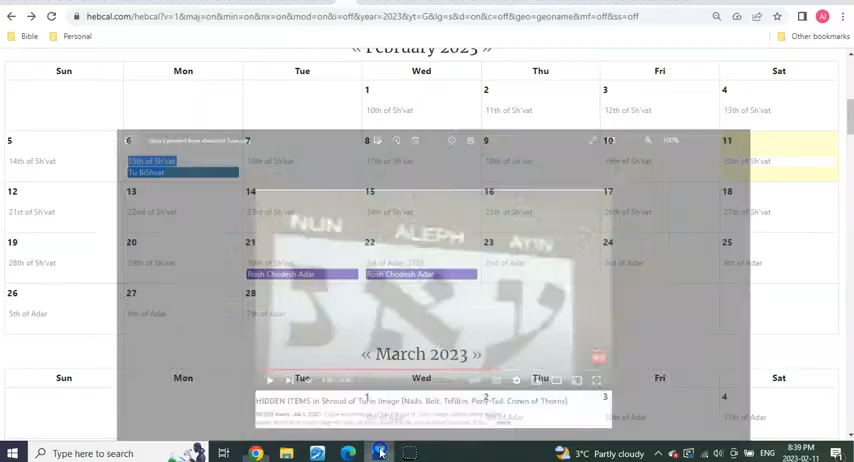 hebcal.com/hebcal?v=1&maj=on&min=on&nx=on&mod=on&i=off&year=2023&yt=G&lg=s&d=on&c=off&geo=geoname&mf=off&ss=off
AI
Bible Personal Other bookmarks
« February 2023 »
Sun Mon Tue Wed Thu Fri Sat
1 2 3 4
10th of Sh'vat 11th of Sh'vat 12th of Sh'vat 13th of Sh'vat
5 6 7 8 9 10 11
14th of Sh'vat 15th of Sh'vat 16th of Sh'vat 17th of Sh'vat 18th of Sh'vat 19th of Sh'vat 20th of Sh'vat
Tu BiShvat
100%
12 13 14 15 16 17 18
21st of Sh'vat 22nd of Sh'vat 23rd of Sh'vat 24th of Sh'vat 25th of Sh'vat 26th of Sh'vat 27th of Sh'vat
NUN ALEPH AYIN
נ א ע
19 20 21 22 23 24 25
28th of Sh'vat 29th of Sh'vat 30th of Sh'vat 1st of Adar, 5783 2nd of Adar 3rd of Adar 4th of Adar
Rosh Chodesh Adar Rosh Chodesh Adar
26 27 28
5th of Adar 6th of Adar 7th of Adar
« March 2023 »
Sun Mon Tue Wed Thu Fri Sat
HIDDEN ITEMS in Shroud of Turin Image [Nails, Belt, Tefillin, Pony-Tail, Crown of Thorns]
1 2 3 4
11th of Adar
Type here to search
3°C Partly cloudy
ENG
8:39 PM
2023-02-11